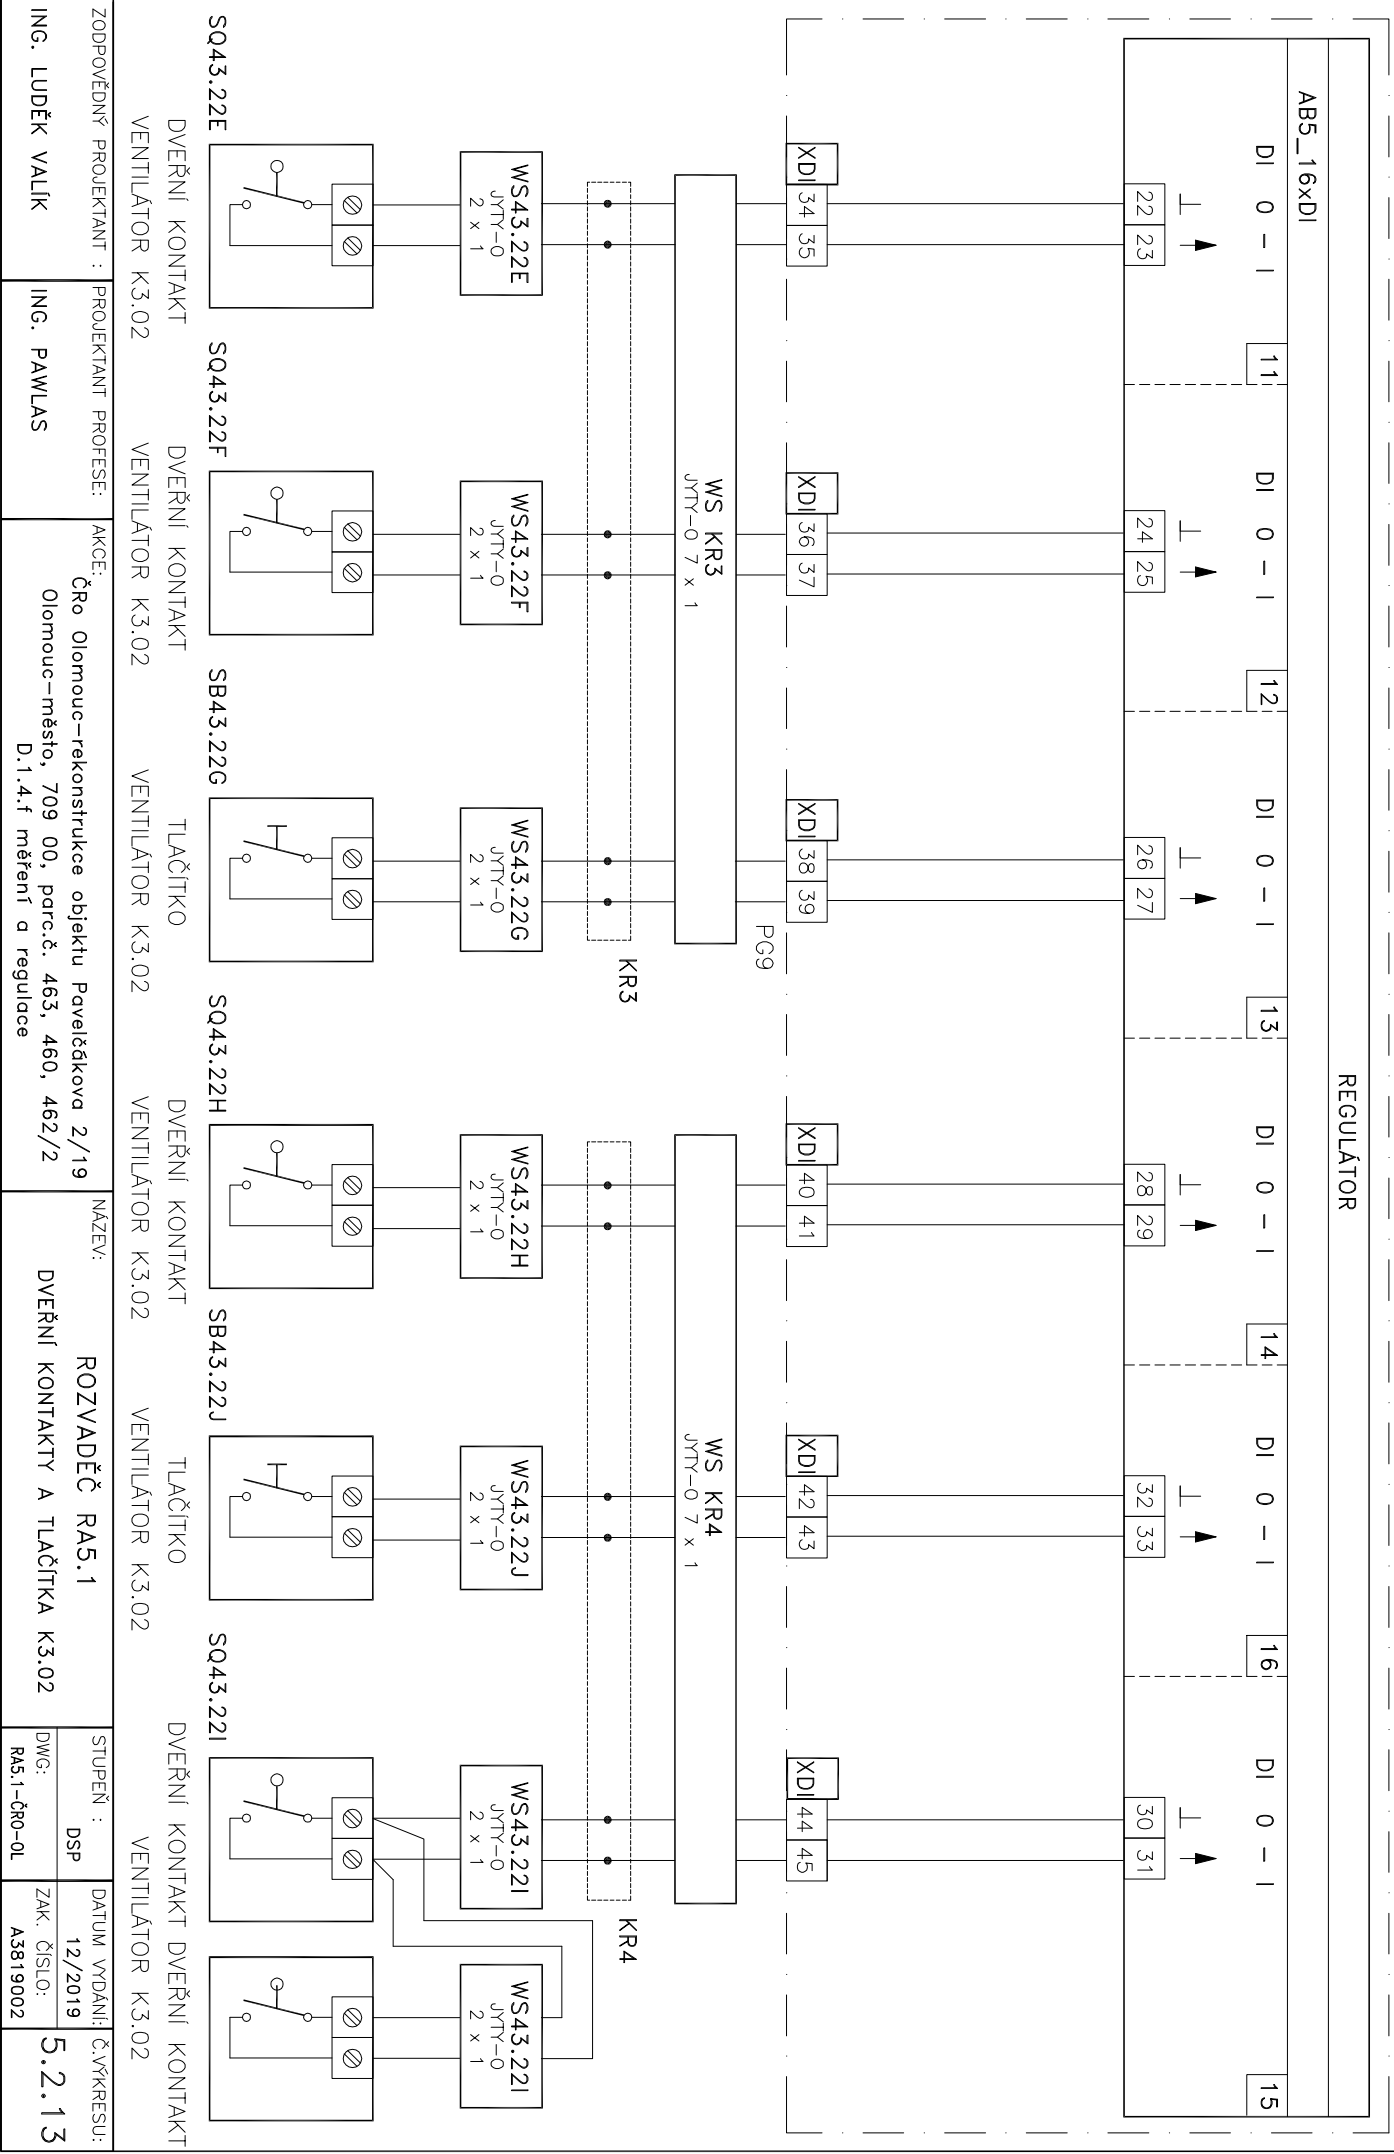 REGULÁTOR
AB5_16xDI
DI 0 – I
11
DI 0 – I
12
DI 0 – I
13
DI 0 – I
14
DI 0 – I
16
DI 0 – I
15
22 23
24 25
26 27
28 29
32 33
30 31
XDI 34 35
XDI 36 37
XDI 38 39
XDI 40 41
XDI 42 43
XDI 44 45
PG9
WS KR3
JYTY-O 7 x 1
WS KR4
JYTY-O 7 x 1
KR3
KR4
WS43.22E
JYTY-O
2 x 1
WS43.22F
JYTY-O
2 x 1
WS43.22G
JYTY-O
2 x 1
WS43.22H
JYTY-O
2 x 1
WS43.22J
JYTY-O
2 x 1
WS43.22I
JYTY-O
2 x 1
WS43.22I
JYTY-O
2 x 1
SQ43.22E
SQ43.22F
SB43.22G
SQ43.22H
SB43.22J
SQ43.22I
DVEŘNÍ KONTAKT
VENTILÁTOR K3.02
DVEŘNÍ KONTAKT
VENTILÁTOR K3.02
TLAČÍTKO
VENTILÁTOR K3.02
DVEŘNÍ KONTAKT
VENTILÁTOR K3.02
TLAČÍTKO
VENTILÁTOR K3.02
DVEŘNÍ KONTAKT DVEŘNÍ KONTAKT
VENTILÁTOR K3.02
ZODPOVĚDNÝ PROJEKTANT :
ING. LUDĚK VALÍK
PROJEKTANT PROFESE:
ING. PAWLAS
AKCE:
ČRo Olomouc-rekonstrukce objektu Pavelčákova 2/19
Olomouc-město, 709 00, parc.č. 463, 460, 462/2
D.1.4.f měření a regulace
NÁZEV:
ROZVADĚČ RA5.1
DVEŘNÍ KONTAKTY A TLAČÍTKA K3.02
STUPEŇ :
DSP
DWG:
RA5.1-ČRO-OL
DATUM VYDÁNÍ:
12/2019
ZAK. ČÍSLO:
A3819002
Č.VÝKRESU:
5.2.13